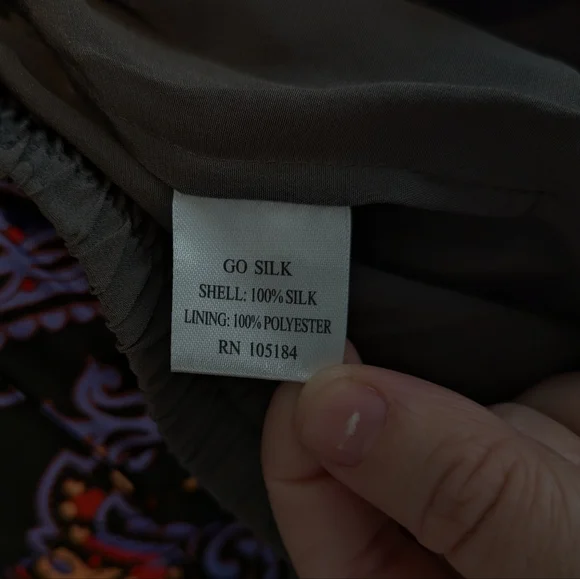 GO SILK
SHELL: 100% SILK
LINING: 100% POLYESTER
RN 105184